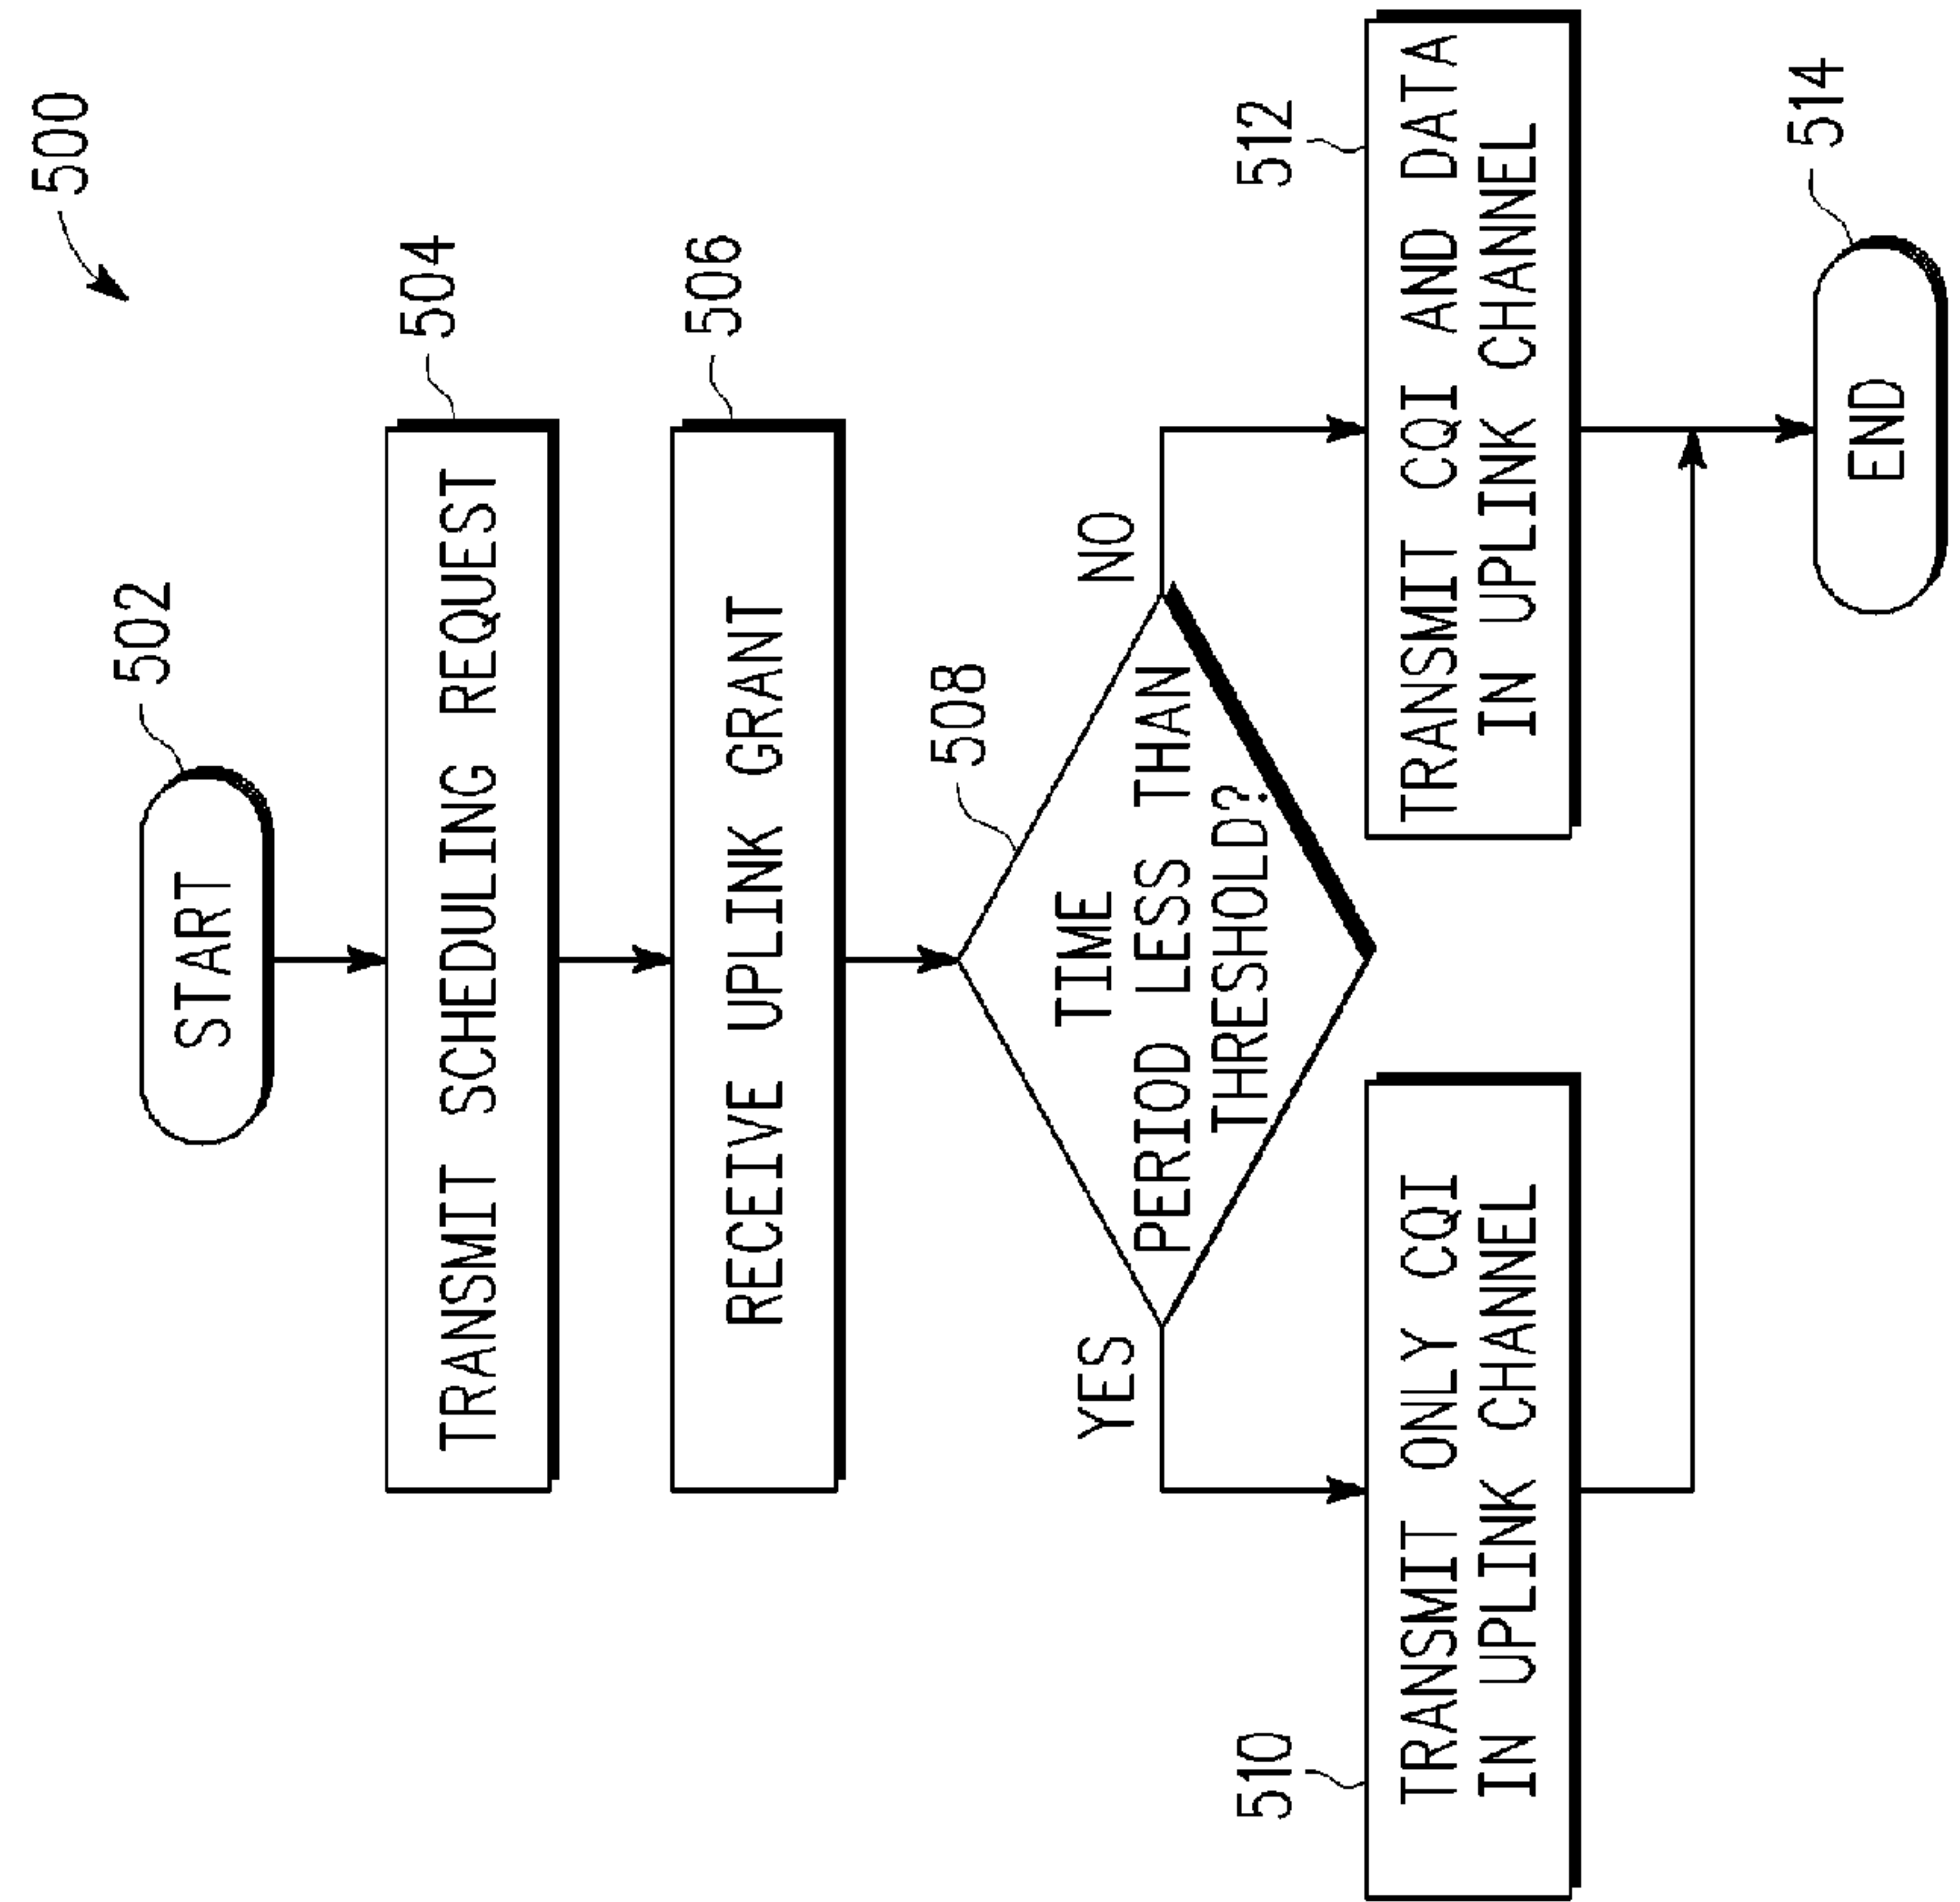 500
502
START
504
TRANSMIT SCHEDULING REQUEST
506
RECEIVE UPLINK GRANT
508
TIME
PERIOD LESS THAN
THRESHOLD?
YES
NO
510
TRANSMIT ONLY CQI
IN UPLINK CHANNEL
512
TRANSMIT CQI AND DATA
IN UPLINK CHANNEL
514
END